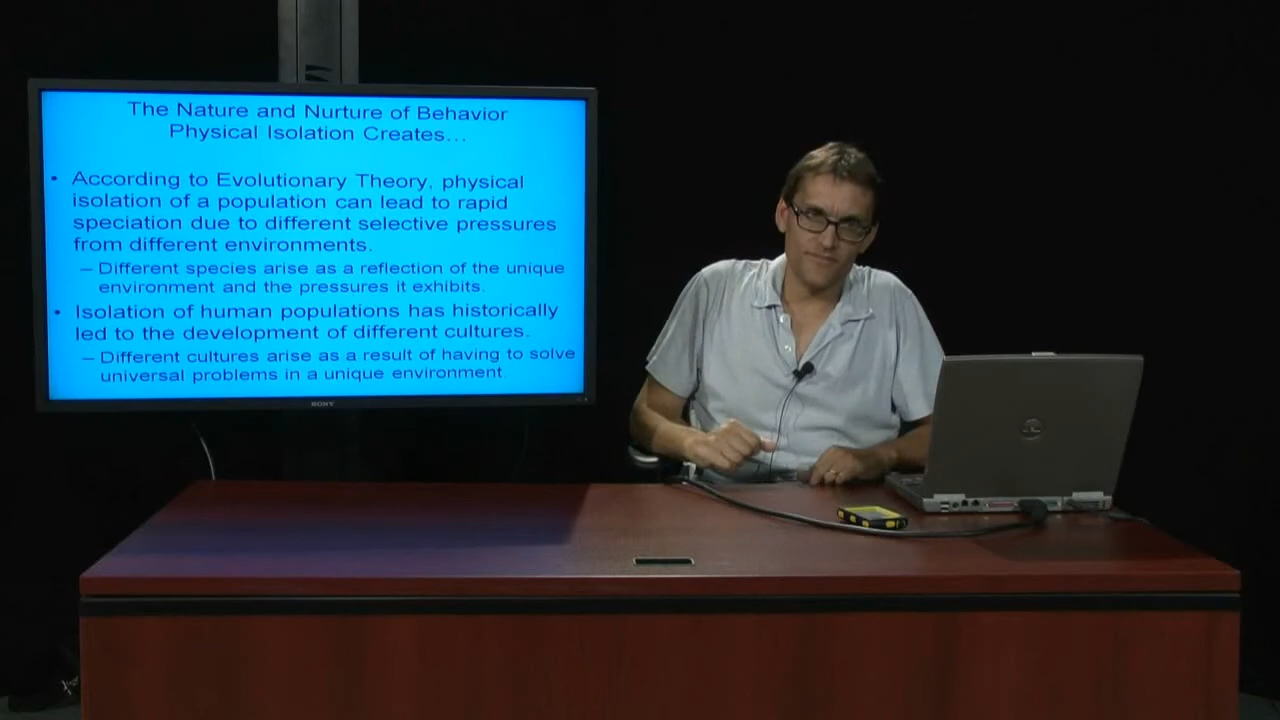 The Nature and Nurture of Behavior
Physical Isolation Creates…
• According to Evolutionary Theory, physical
isolation of a population can lead to rapid
speciation due to different selective pressures
from different environments.
– Different species arise as a reflection of the unique
environment and the pressures it exhibits.
• Isolation of human populations has historically
led to the development of different cultures.
– Different cultures arise as a result of having to solve
universal problems in a unique environment.
SONY